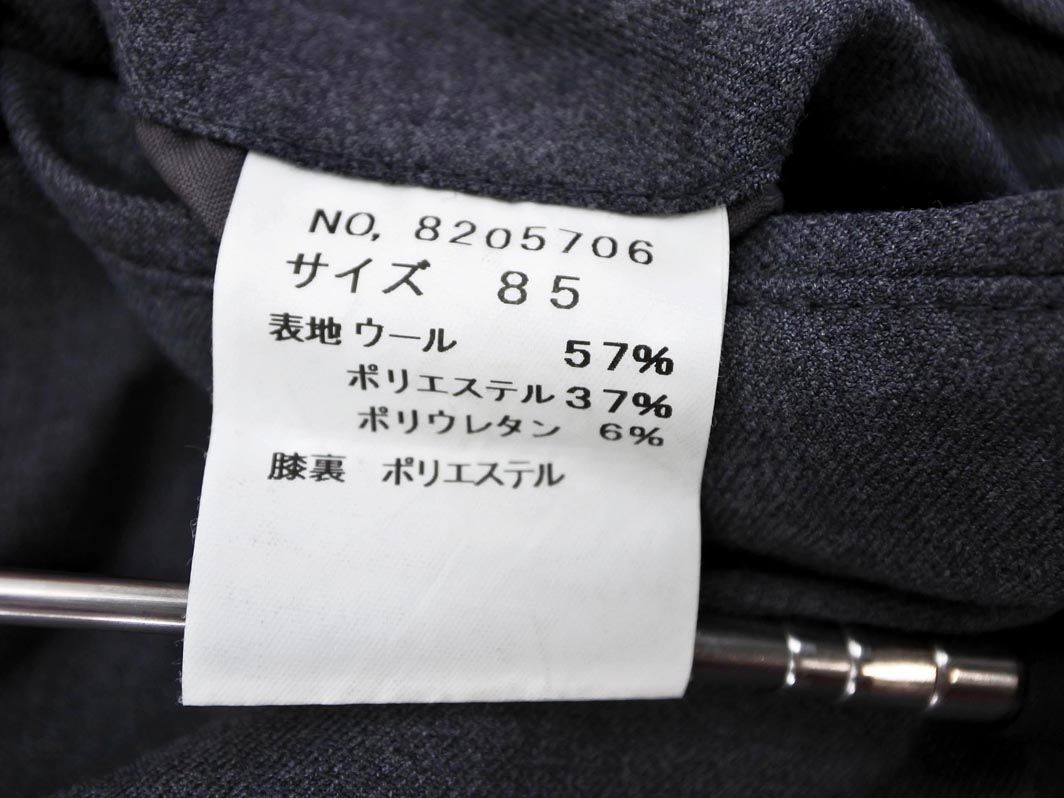 NO, 8205706
サイズ 85
表地 ウール 57%
ポリエステル 37%
ポリウレタン 6%
膝裏 ポリエステル